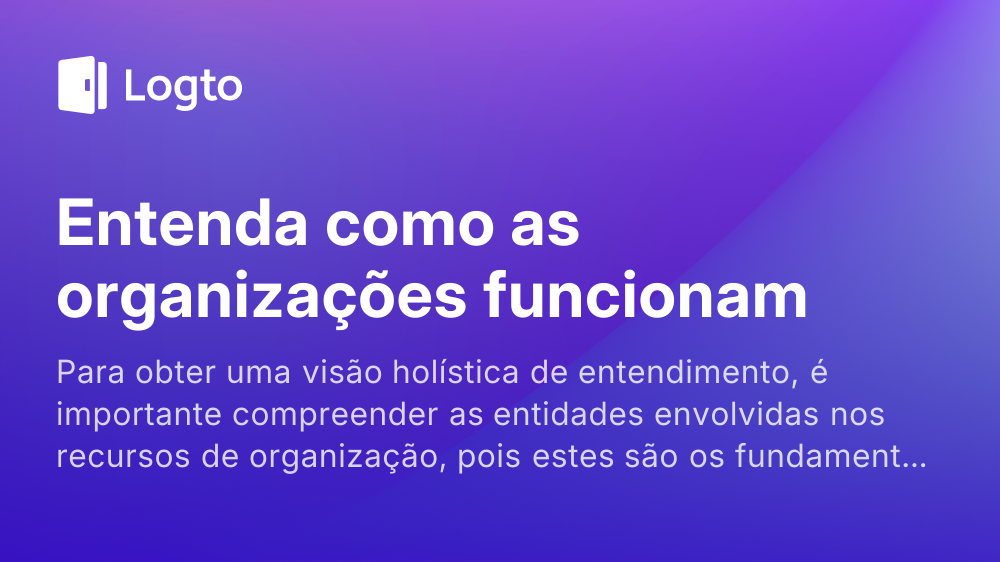 Logto
Entenda como as
organizações funcionam
Para obter uma visão holística de entendimento, é
importante compreender as entidades envolvidas nos
recursos de organização, pois estes são os fundament...